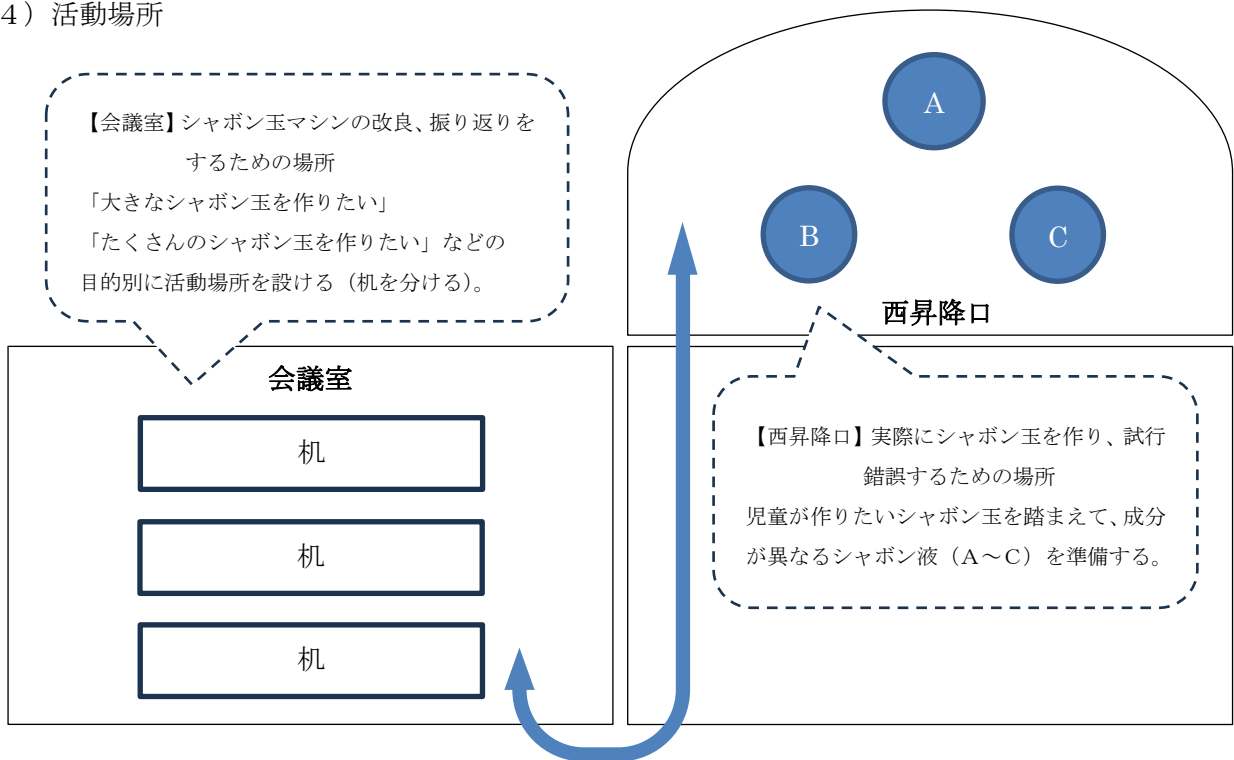 4）活動場所
【会議室】シャボン玉マシンの改良、振り返りを
するための場所
「大きなシャボン玉を作りたい」
「たくさんのシャボン玉を作りたい」などの
目的別に活動場所を設ける（机を分ける）。
会議室
机
机
机
A
B
C
西昇降口
【西昇降口】実際にシャボン玉を作り、試行
錯誤するための場所
児童が作りたいシャボン玉を踏まえて、成分
が異なるシャボン液（A～C）を準備する。